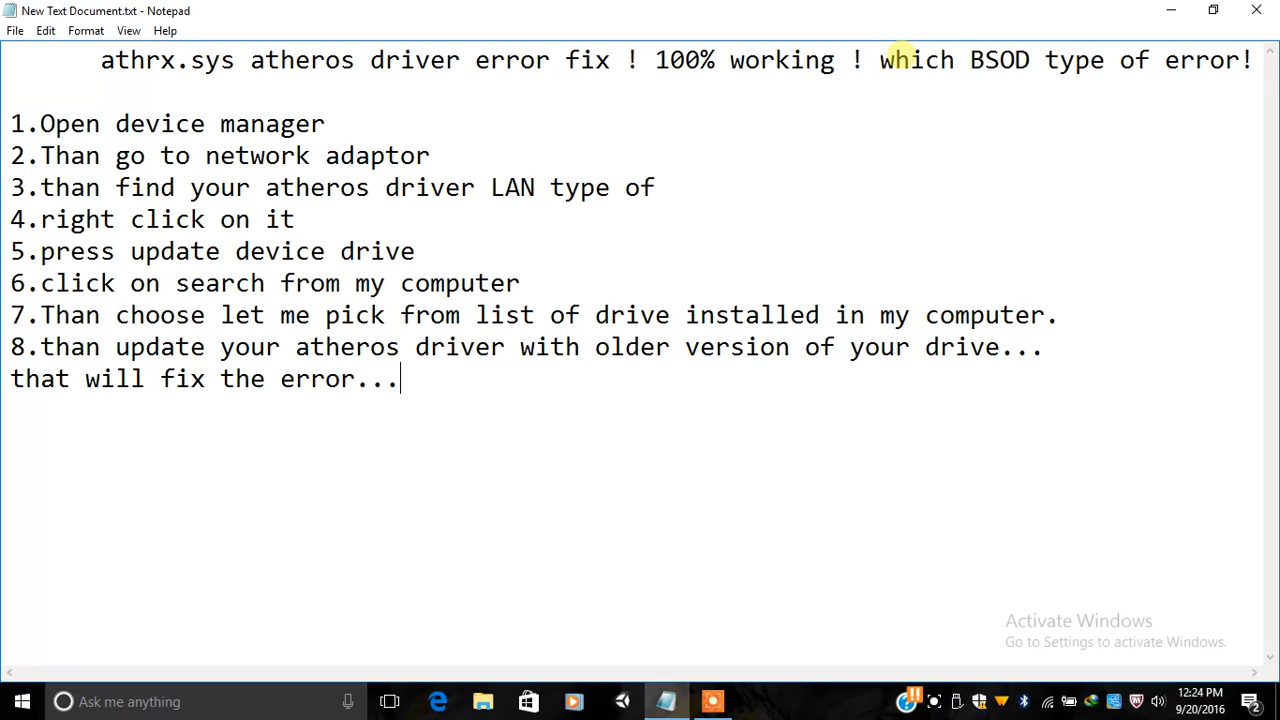 New Text Document.txt - Notepad
File Edit Format View Help
athrx.sys atheros driver error fix ! 100% working ! which BSOD type of error!
1.Open device manager
2.Than go to network adaptor
3.than find your atheros driver LAN type of
4.right click on it
5.press update device drive
6.click on search from my computer
7.Than choose let me pick from list of drive installed in my computer.
8.than update your atheros driver with older version of your drive...
that will fix the error...
Activate Windows
Go to Settings to activate Windows.
Ask me anything
12:24 PM
9/20/2016
2